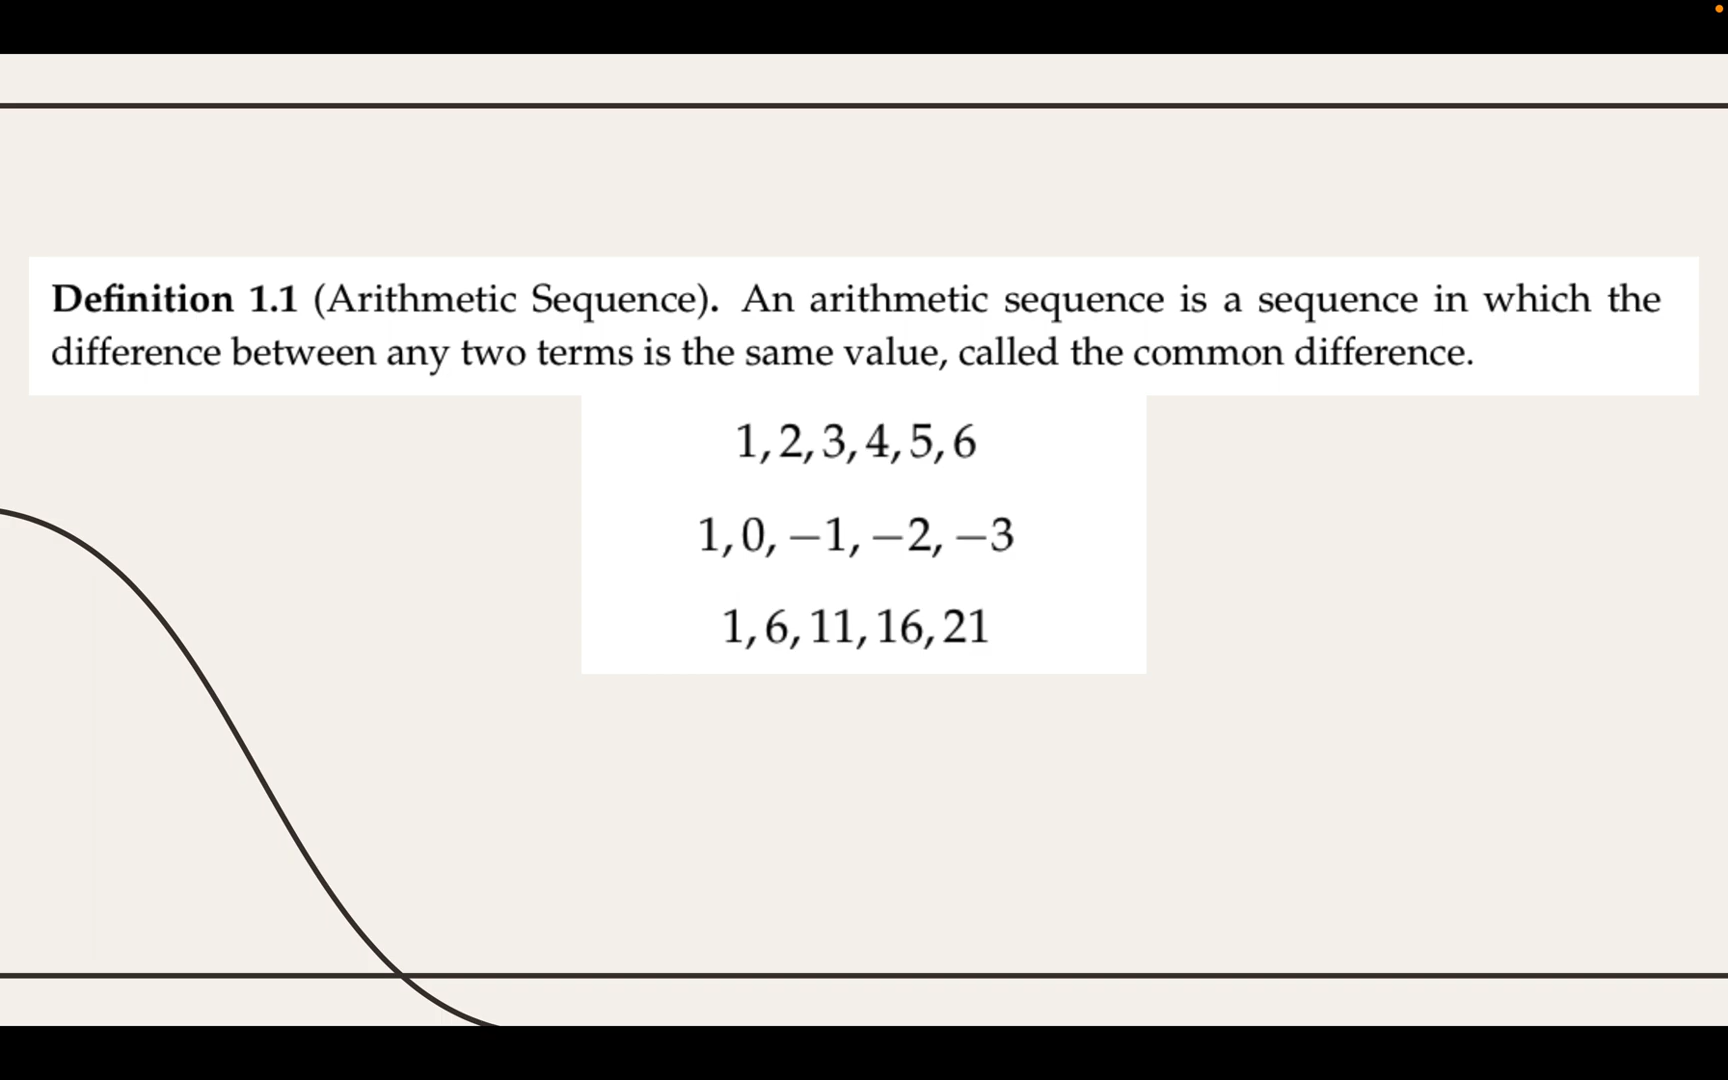 Definition 1.1 (Arithmetic Sequence). An arithmetic sequence is a sequence in which the
difference between any two terms is the same value, called the common difference.
1, 2, 3, 4, 5, 6
1, 0, −1, −2, −3
1, 6, 11, 16, 21